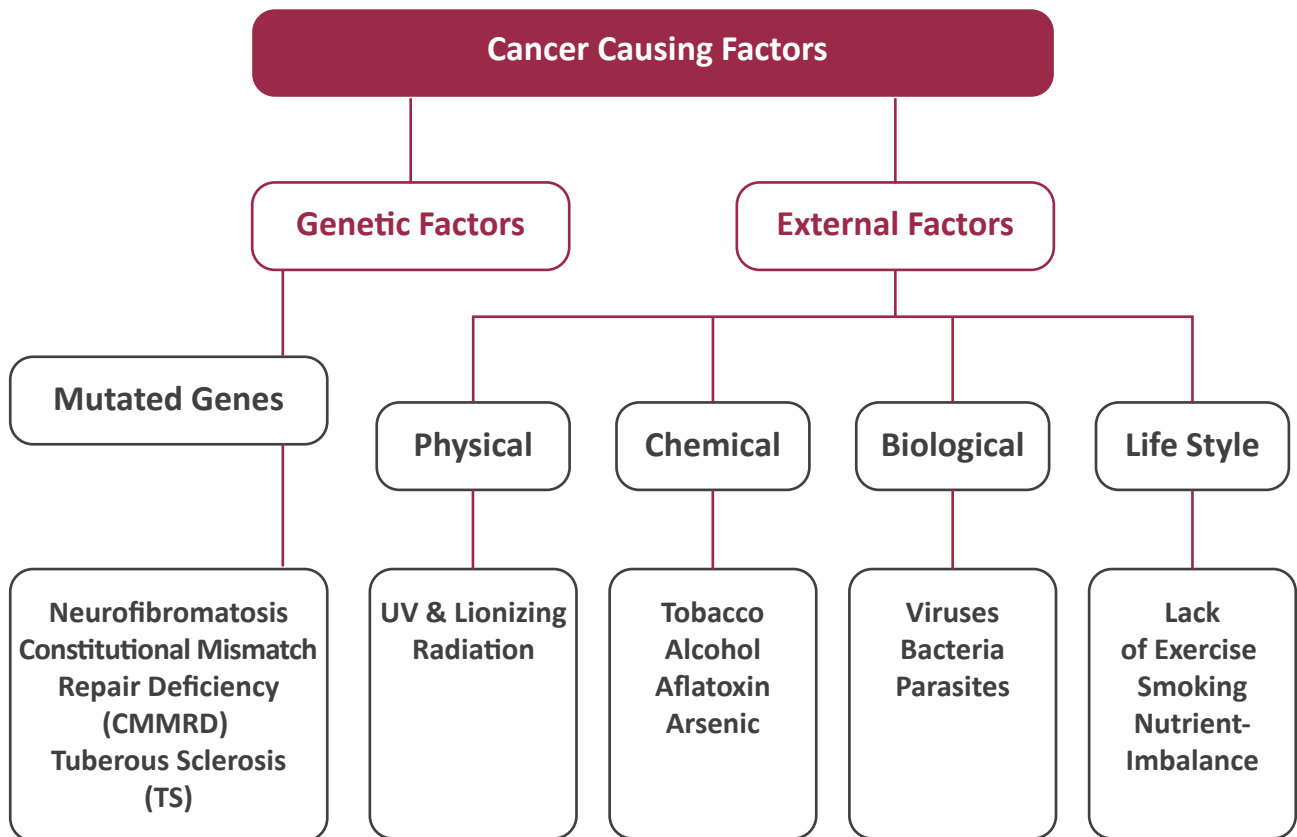 Cancer Causing Factors
Genetic Factors
External Factors
Mutated Genes
Physical
Chemical
Biological
Life Style
Neurofibromatosis
Constitutional Mismatch
Repair Deficiency
(CMMRD)
Tuberous Sclerosis
(TS)
UV & Lionizing
Radiation
Tobacco
Alcohol
Aflatoxin
Arsenic
Viruses
Bacteria
Parasites
Lack
of Exercise
Smoking
Nutrient-
Imbalance